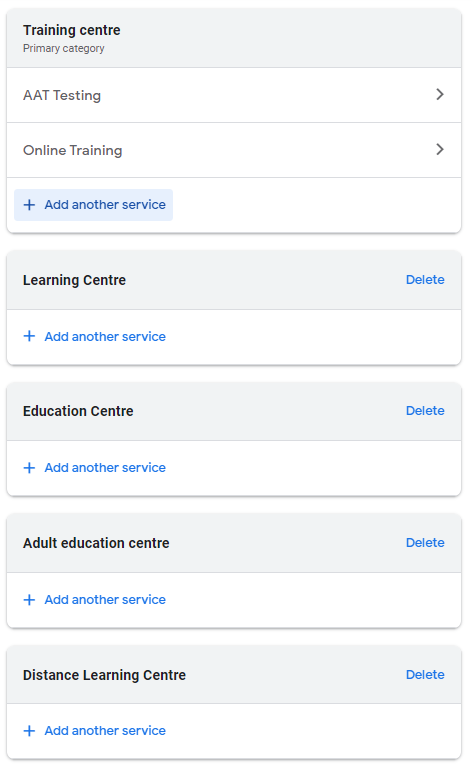 Training centre
Primary category
AAT Testing
Online Training
+ Add another service
Learning Centre Delete
+ Add another service
Education Centre Delete
+ Add another service
Adult education centre Delete
+ Add another service
Distance Learning Centre Delete
+ Add another service